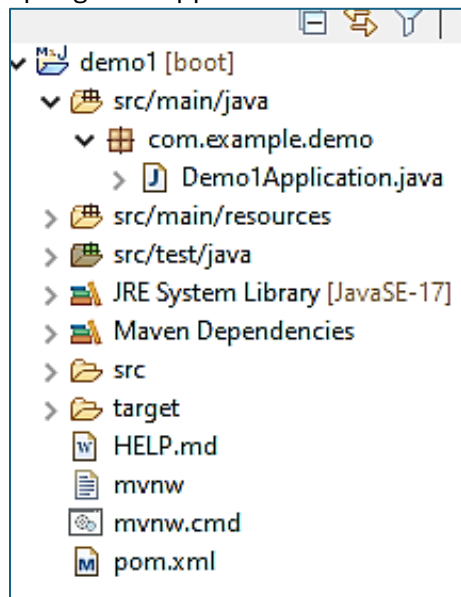 demo1 [boot]
src/main/java
com.example.demo
Demo1Application.java
src/main/resources
src/test/java
JRE System Library [JavaSE-17]
Maven Dependencies
src
target
HELP.md
mvnw
mvnw.cmd
pom.xml